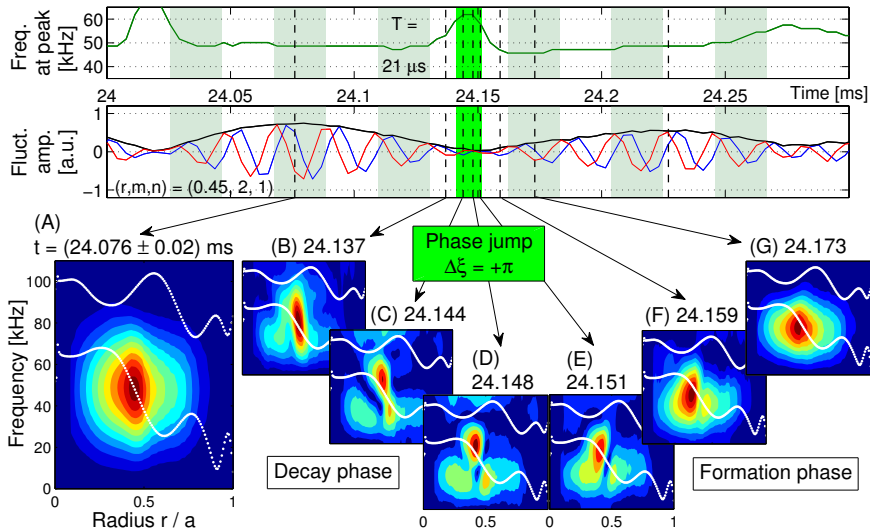 Freq.
at peak
[kHz]
60
50
40
T =
21 μs
24
24.05
24.1
24.15
24.2
24.25
Time [ms]
Fluct.
amp.
[a.u.]
1
0
−1
(r,m,n) = (0.45, 2, 1)
(A)
t = (24.076 ± 0.02) ms
(B) 24.137
Phase jump
Δξ = +π
(G) 24.173
(C) 24.144
(F) 24.159
(D)
24.148
(E)
24.151
Frequency [kHz]
100
80
60
40
20
0
Decay phase
Formation phase
0
0.5
1
Radius r / a
0
0.5
0
0.5
1